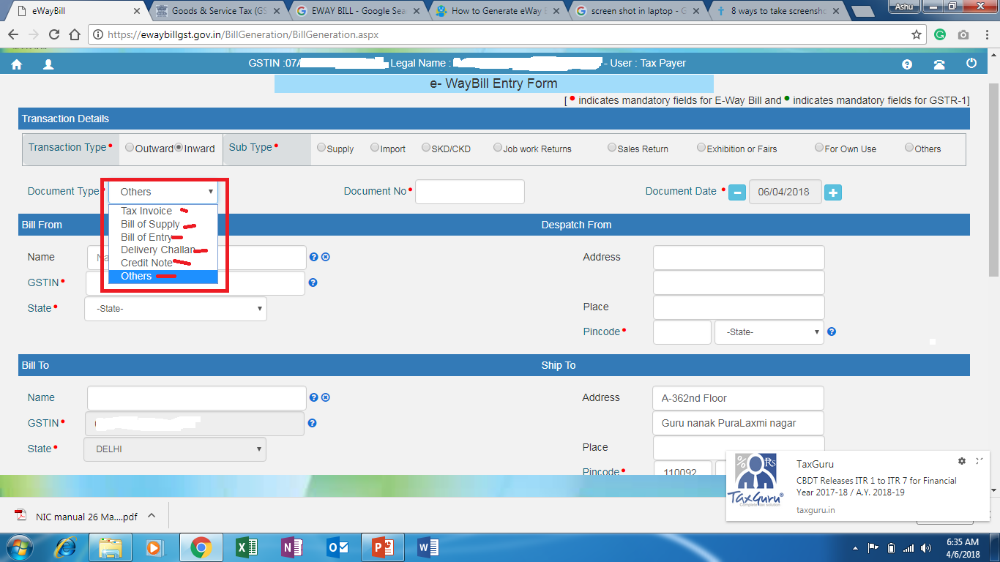 eWayBill
Goods & Service Tax (GS
EWAY BILL - Google Sea
How to Generate eWay B
screen shot in laptop - G
8 ways to take screensho
Ashu
https://ewaybillgst.gov.in/BillGeneration/BillGeneration.aspx
GSTIN :07A Legal Name : - User : Tax Payer
e- WayBill Entry Form
[ • indicates mandatory fields for E-Way Bill and • indicates mandatory fields for GSTR-1]
Transaction Details
Transaction Type • Outward Inward Sub Type • Supply Import SKD/CKD Job work Returns Sales Return Exhibition or Fairs For Own Use Others
Document Type • Others Document No • Document Date • 06/04/2018
Tax Invoice
Bill of Supply
Bill of Entry
Delivery Challan
Credit Note
Others
Bill From Despatch From
Name Na Address
GSTIN •
State • -State- Place
Pincode • -State-
Bill To Ship To
Name Address A-362nd Floor
GSTIN • Guru nanak PuraLaxmi nagar
State • DELHI Place
Pincode • 110092
TaxGuru
CBDT Releases ITR 1 to ITR 7 for Financial
Year 2017-18 / A.Y. 2018-19
taxguru.in
% Rs
TaxGuru
Complete tax solution
NIC manual 26 Ma....pdf
6:35 AM
4/6/2018